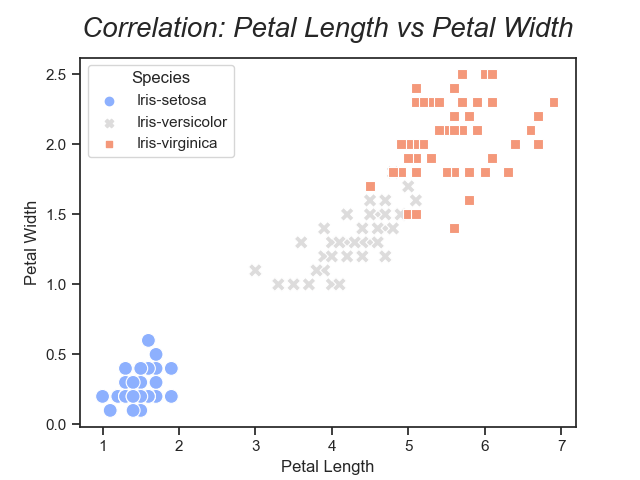 Correlation: Petal Length vs Petal Width
Species
Iris-setosa
Iris-versicolor
Iris-virginica
Petal Width
2.5
2.0
1.5
1.0
0.5
0.0
1 2 3 4 5 6 7
Petal Length